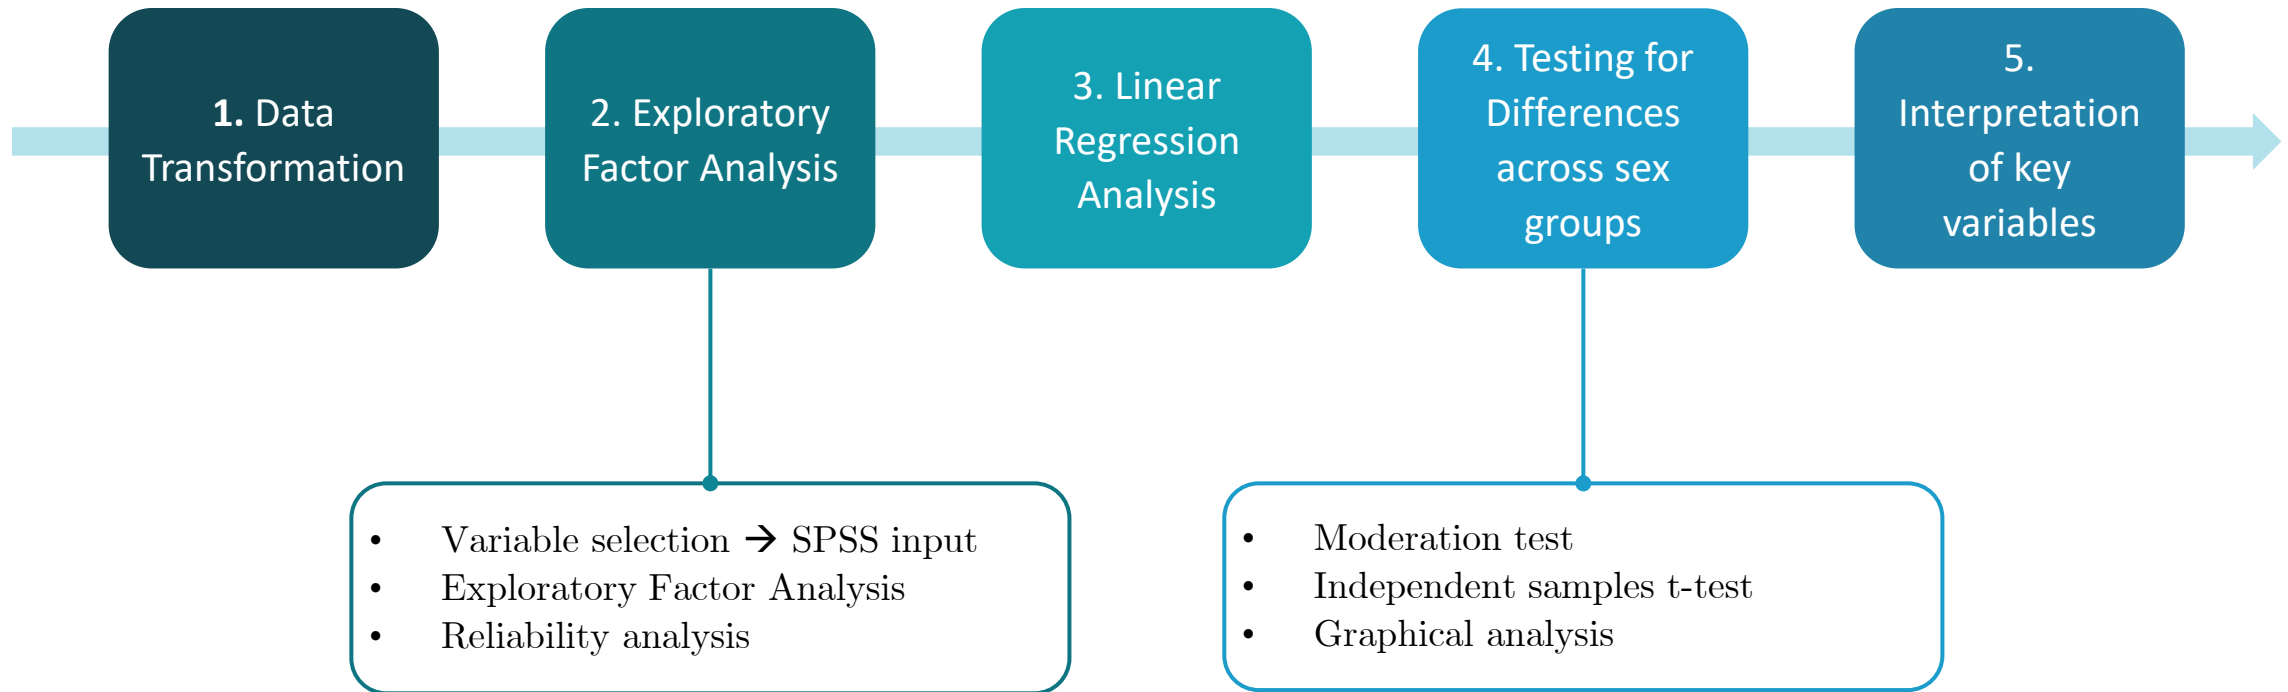 1. Data
Transformation
2. Exploratory
Factor Analysis
3. Linear
Regression
Analysis
4. Testing for
Differences
across sex
groups
5.
Interpretation
of key
variables
• Variable selection → SPSS input
• Exploratory Factor Analysis
• Reliability analysis
• Moderation test
• Independent samples t-test
• Graphical analysis